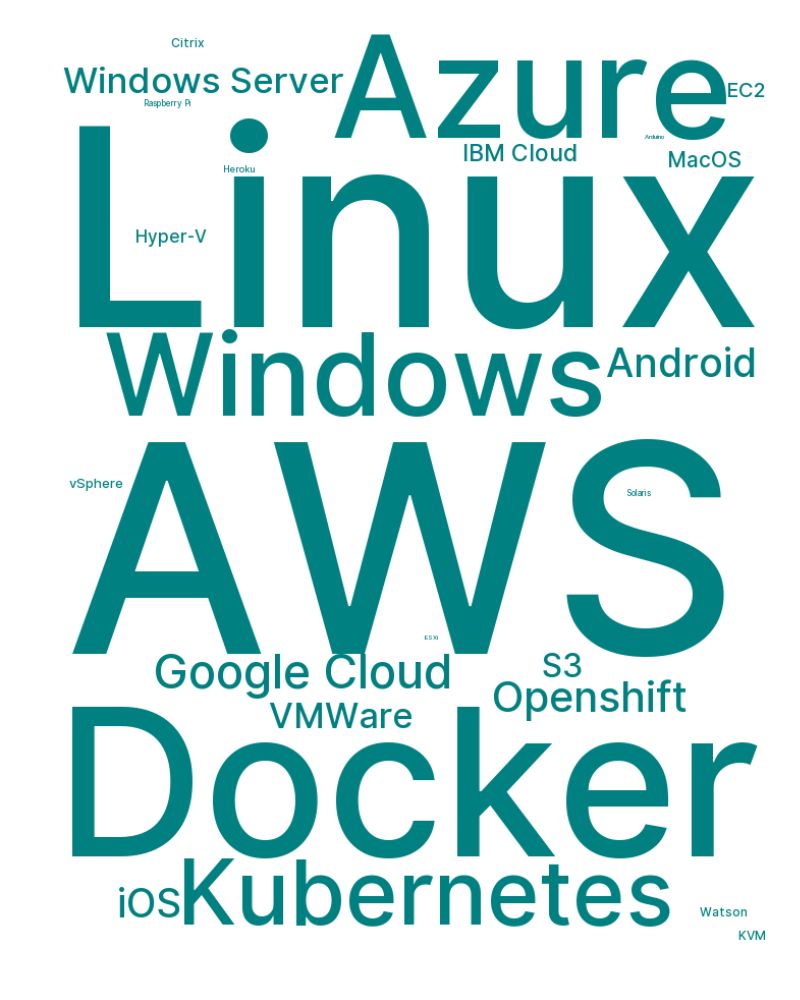 Citrix
Azure
Windows Server
EC2
Raspberry Pi
Arduino
IBM Cloud
MacOS
Linux
Heroku
Hyper-V
Windows
Android
AWS
vSphere
Solaris
ESXi
Google Cloud
S3
Openshift
VMWare
Docker
Kubernetes
iOS
Watson
KVM